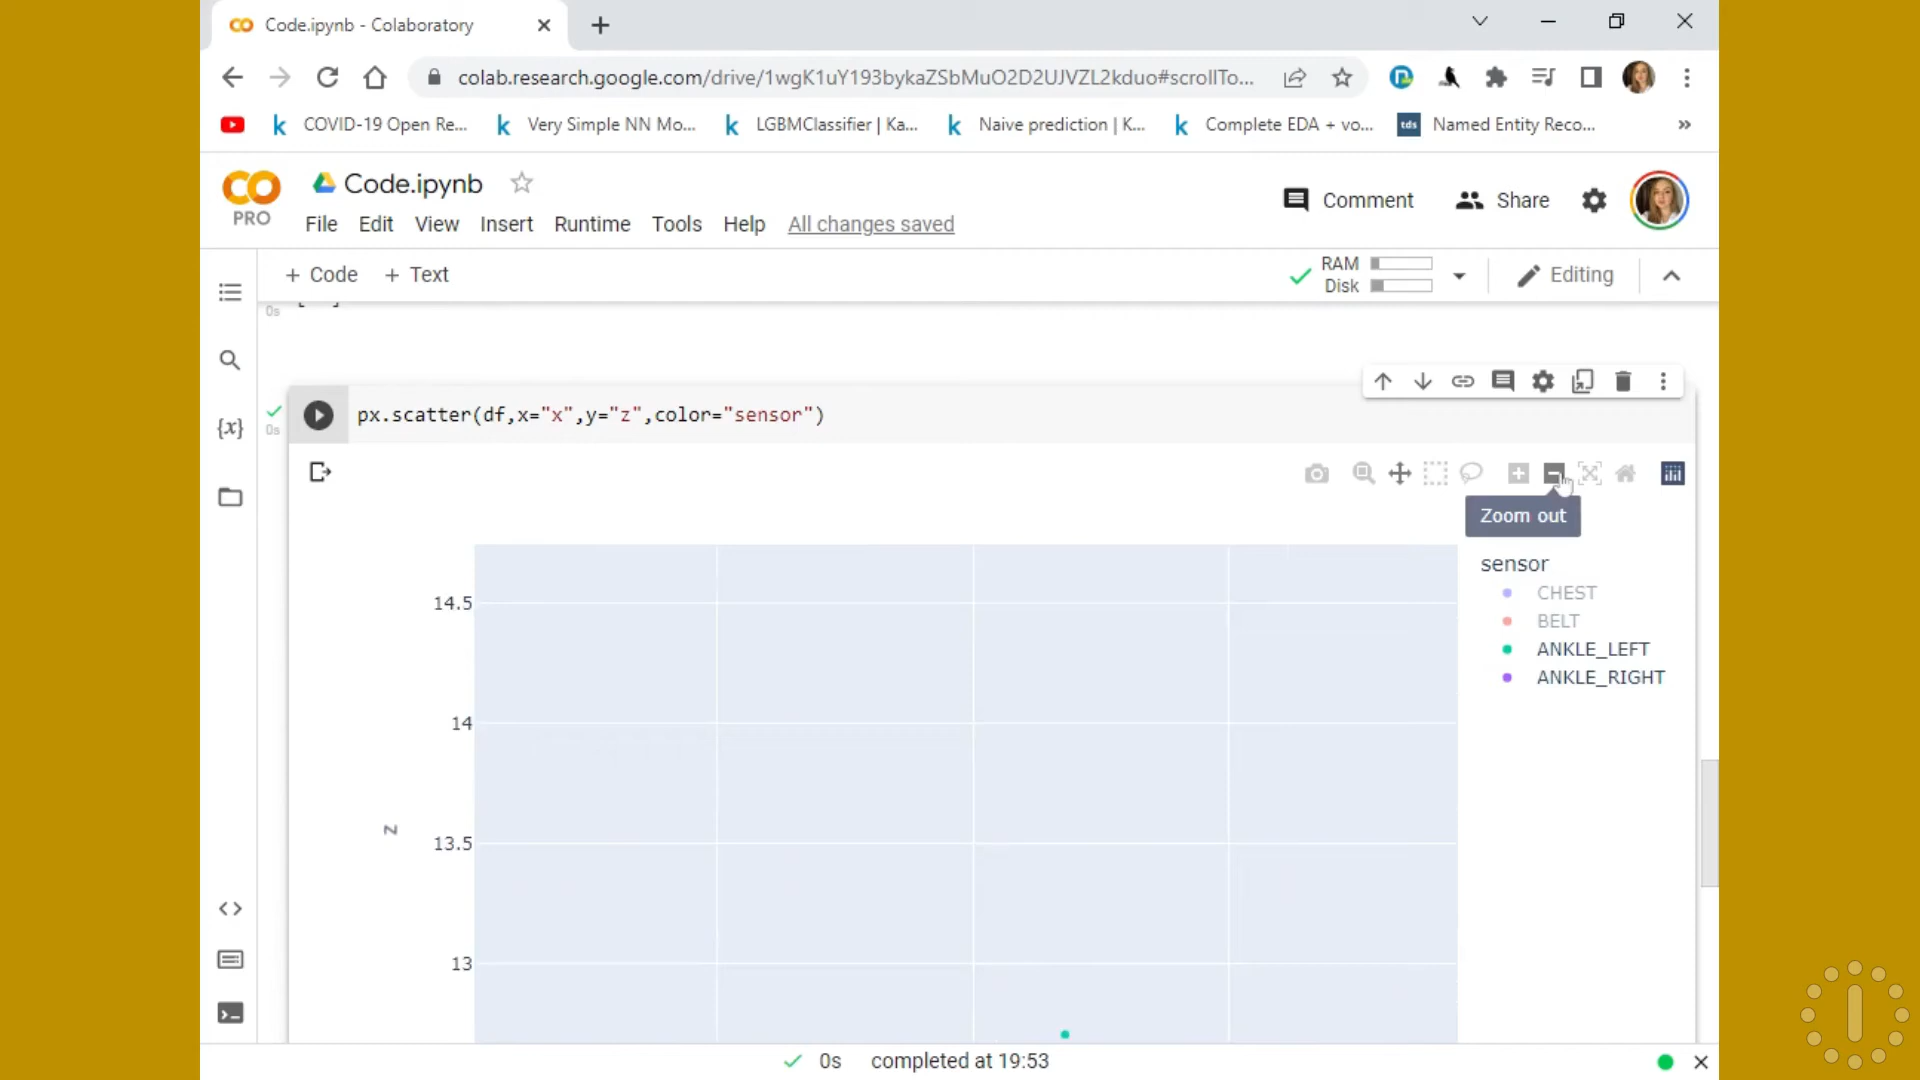 Code.ipynb - Colaboratory
colab.research.google.com/drive/1wgK1uY193bykaZSbMuO2D2UJVZL2kduo#scrollTo...
COVID-19 Open Re...
Very Simple NN Mo...
LGBMClassifier | Ka...
Naive prediction | K...
Complete EDA + vo...
tds
Named Entity Reco...
»
CO
PRO
Code.ipynb
Comment
Share
File Edit View Insert Runtime Tools Help All changes saved
+ Code + Text
RAM
Disk
Editing
0s
{x}
0s
px.scatter(df,x="x",y="z",color="sensor")
Zoom out
sensor
CHEST
BELT
ANKLE_LEFT
ANKLE_RIGHT
14.5
14
13.5
13
z
0s completed at 19:53